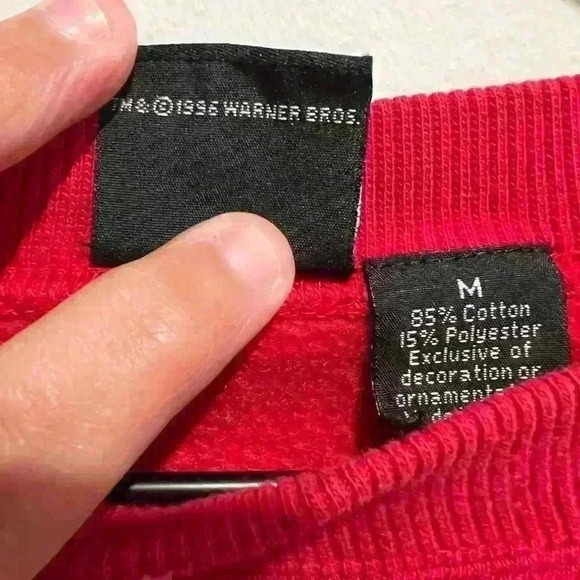 TM & ©1996 WARNER BROS.
M
85% Cotton
15% Polyester
Exclusive of
decoration or